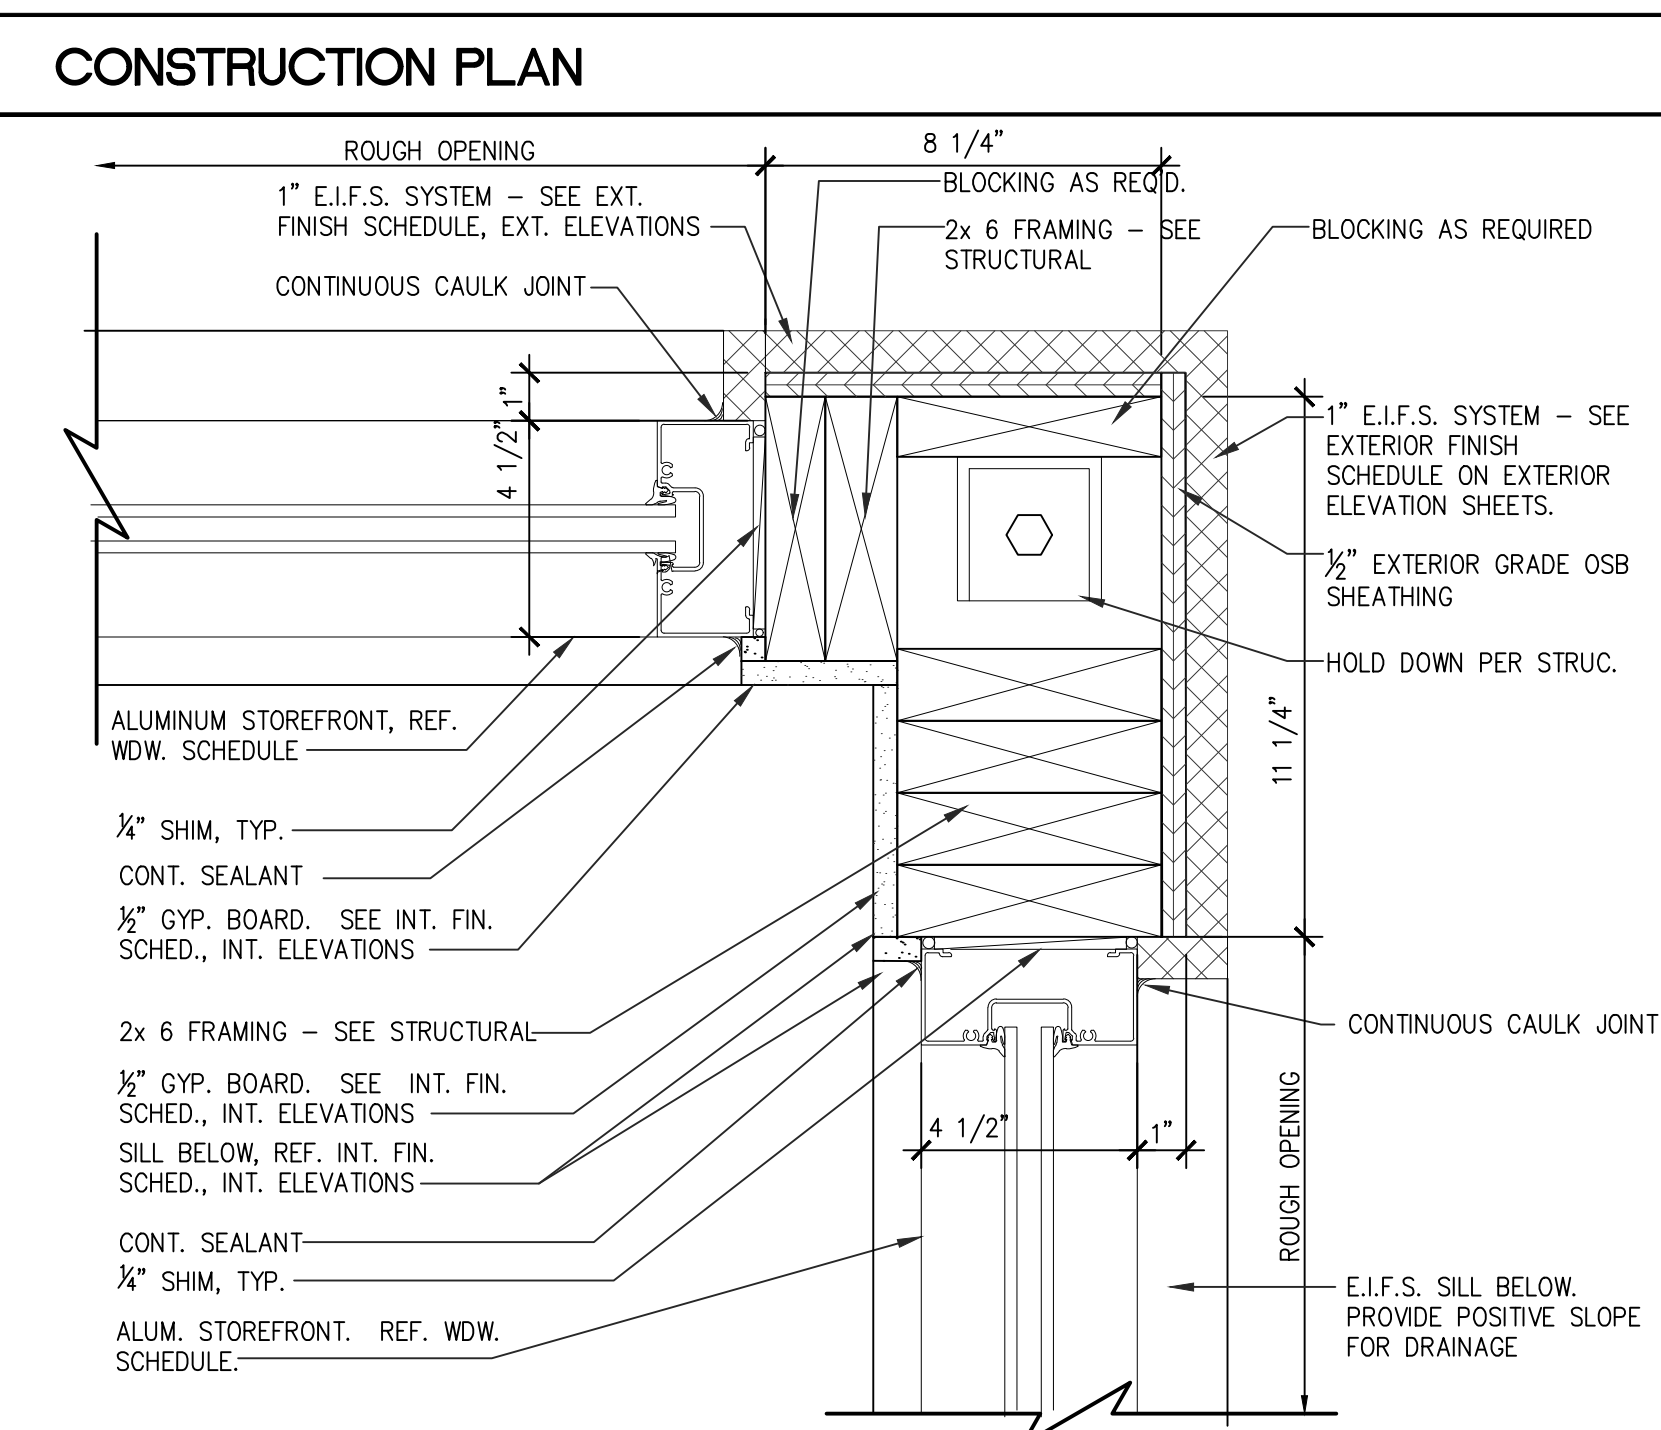 CONSTRUCTION PLAN
ROUGH OPENING
8 1/4"
1" E.I.F.S. SYSTEM – SEE EXT.
FINISH SCHEDULE, EXT. ELEVATIONS
BLOCKING AS REQ'D.
2x 6 FRAMING – SEE
STRUCTURAL
BLOCKING AS REQUIRED
CONTINUOUS CAULK JOINT
1"
4 1/2"
1" E.I.F.S. SYSTEM – SEE
EXTERIOR FINISH
SCHEDULE ON EXTERIOR
ELEVATION SHEETS.
½" EXTERIOR GRADE OSB
SHEATHING
HOLD DOWN PER STRUC.
11 1/4"
ALUMINUM STOREFRONT, REF.
WDW. SCHEDULE
¼" SHIM, TYP.
CONT. SEALANT
½" GYP. BOARD. SEE INT. FIN.
SCHED., INT. ELEVATIONS
2x 6 FRAMING – SEE STRUCTURAL
½" GYP. BOARD. SEE INT. FIN.
SCHED., INT. ELEVATIONS
SILL BELOW, REF. INT. FIN.
SCHED., INT. ELEVATIONS
CONT. SEALANT
¼" SHIM, TYP.
ALUM. STOREFRONT. REF. WDW.
SCHEDULE.
CONTINUOUS CAULK JOINT
4 1/2"
1"
ROUGH OPENING
E.I.F.S. SILL BELOW.
PROVIDE POSITIVE SLOPE
FOR DRAINAGE